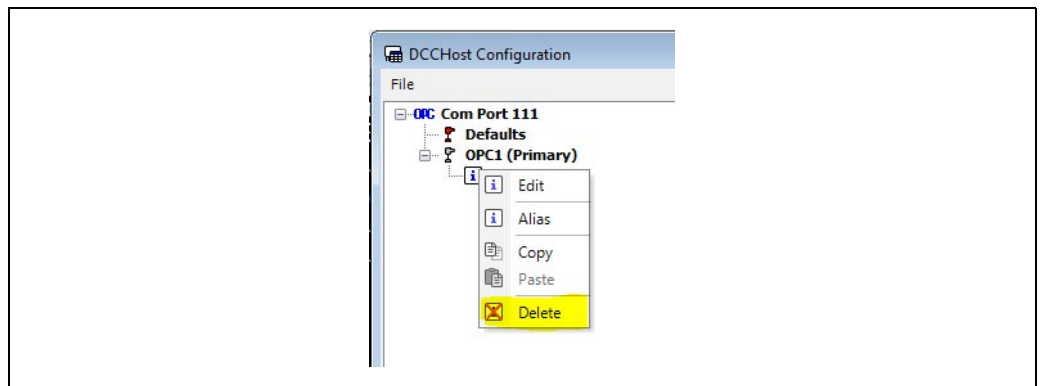 DCCHost Configuration
File
OPC Com Port 111
Defaults
OPC1 (Primary)
i
i Edit
i Alias
Copy
Paste
Delete